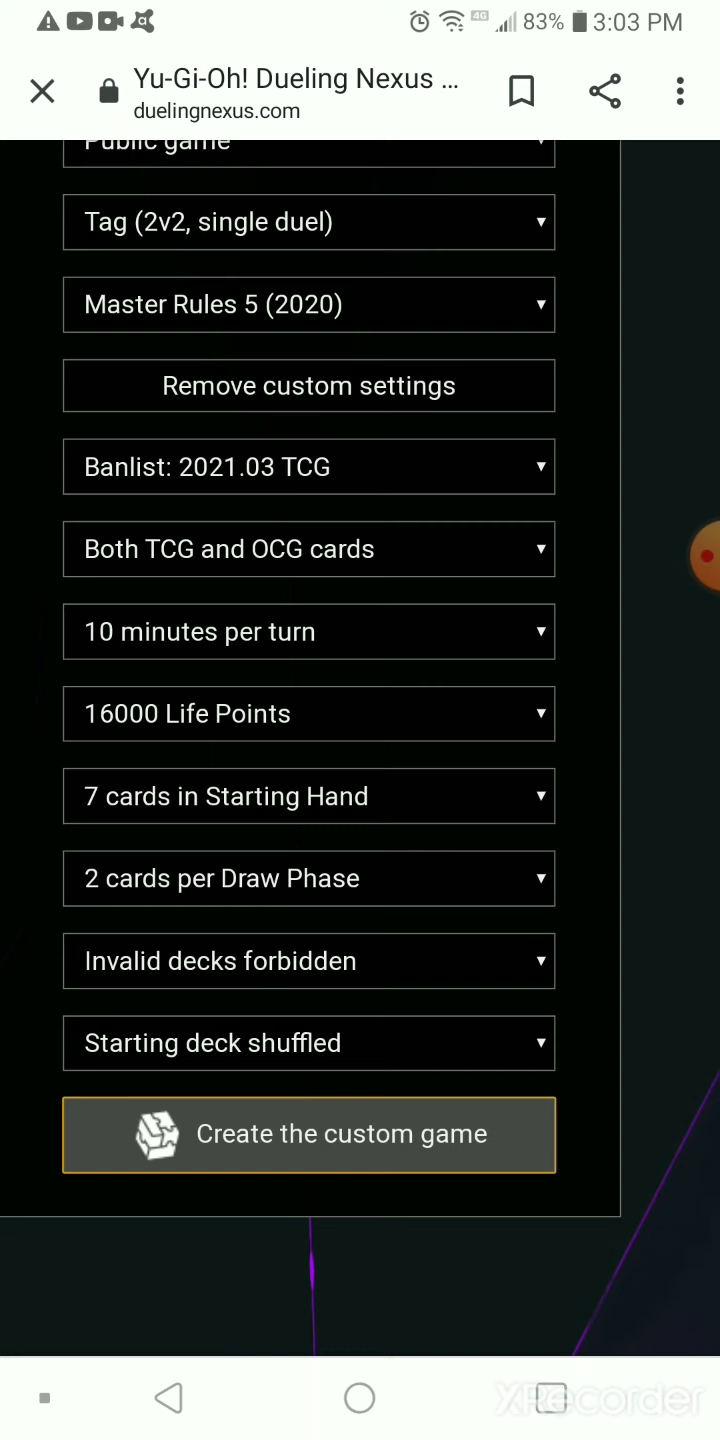 4G 83% 3:03 PM
Yu-Gi-Oh! Dueling Nexus ...
duelingnexus.com
Public game
Tag (2v2, single duel)
Master Rules 5 (2020)
Remove custom settings
Banlist: 2021.03 TCG
Both TCG and OCG cards
10 minutes per turn
16000 Life Points
7 cards in Starting Hand
2 cards per Draw Phase
Invalid decks forbidden
Starting deck shuffled
Create the custom game
XRecorder